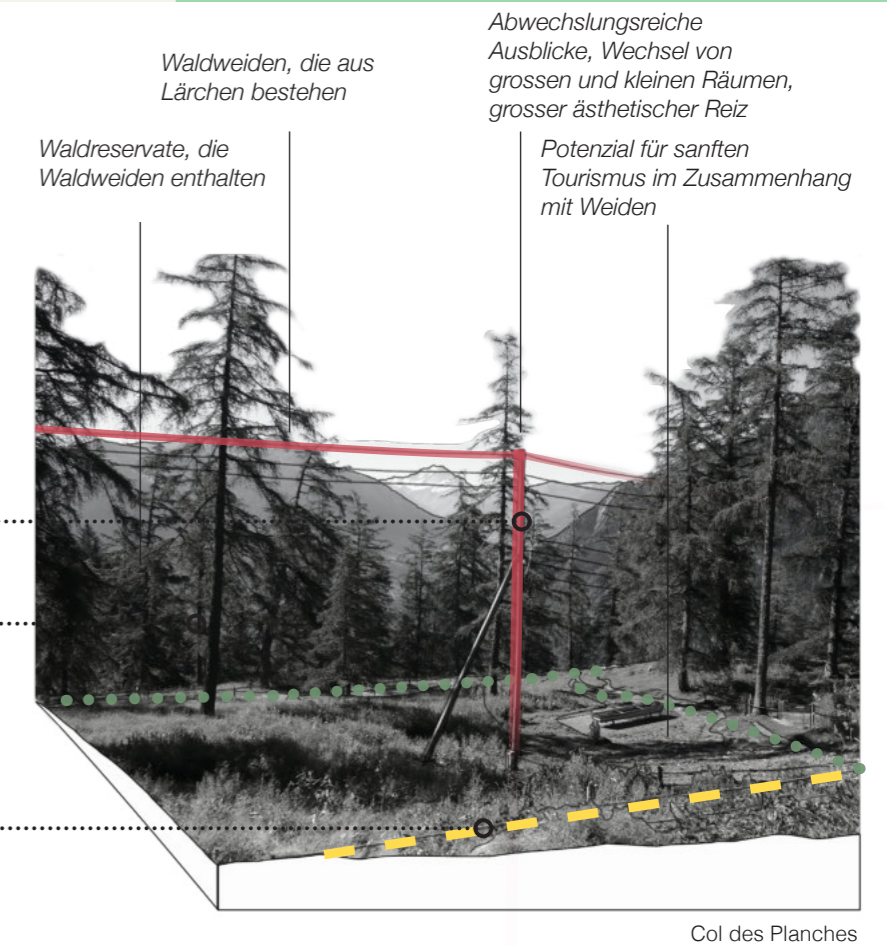 Abwechslungsreiche
Ausblicke, Wechsel von
grossen und kleinen Räumen,
grosser ästhetischer Reiz
Waldweiden, die aus
Lärchen bestehen
Waldreservate, die
Waldweiden enthalten
Potenzial für sanften
Tourismus im Zusammenhang
mit Weiden
Col des Planches